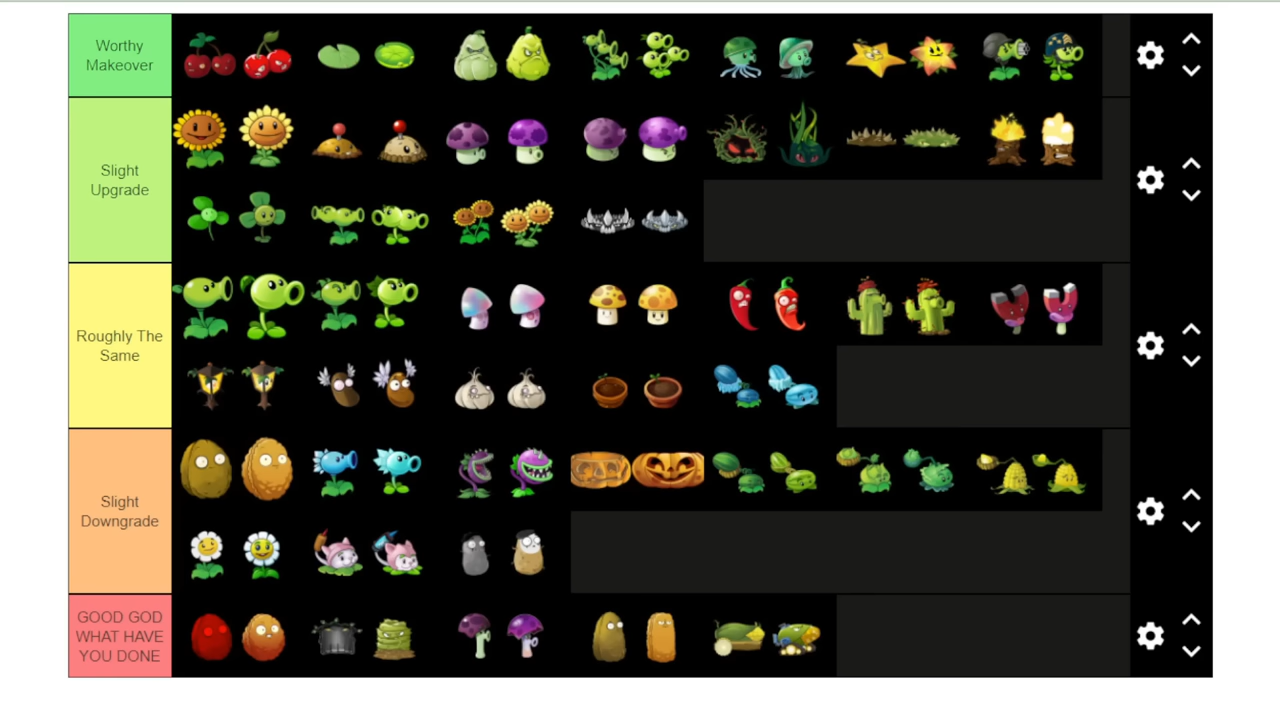 Worthy
Makeover
Slight
Upgrade
Roughly The
Same
Slight
Downgrade
GOOD GOD
WHAT HAVE
YOU DONE